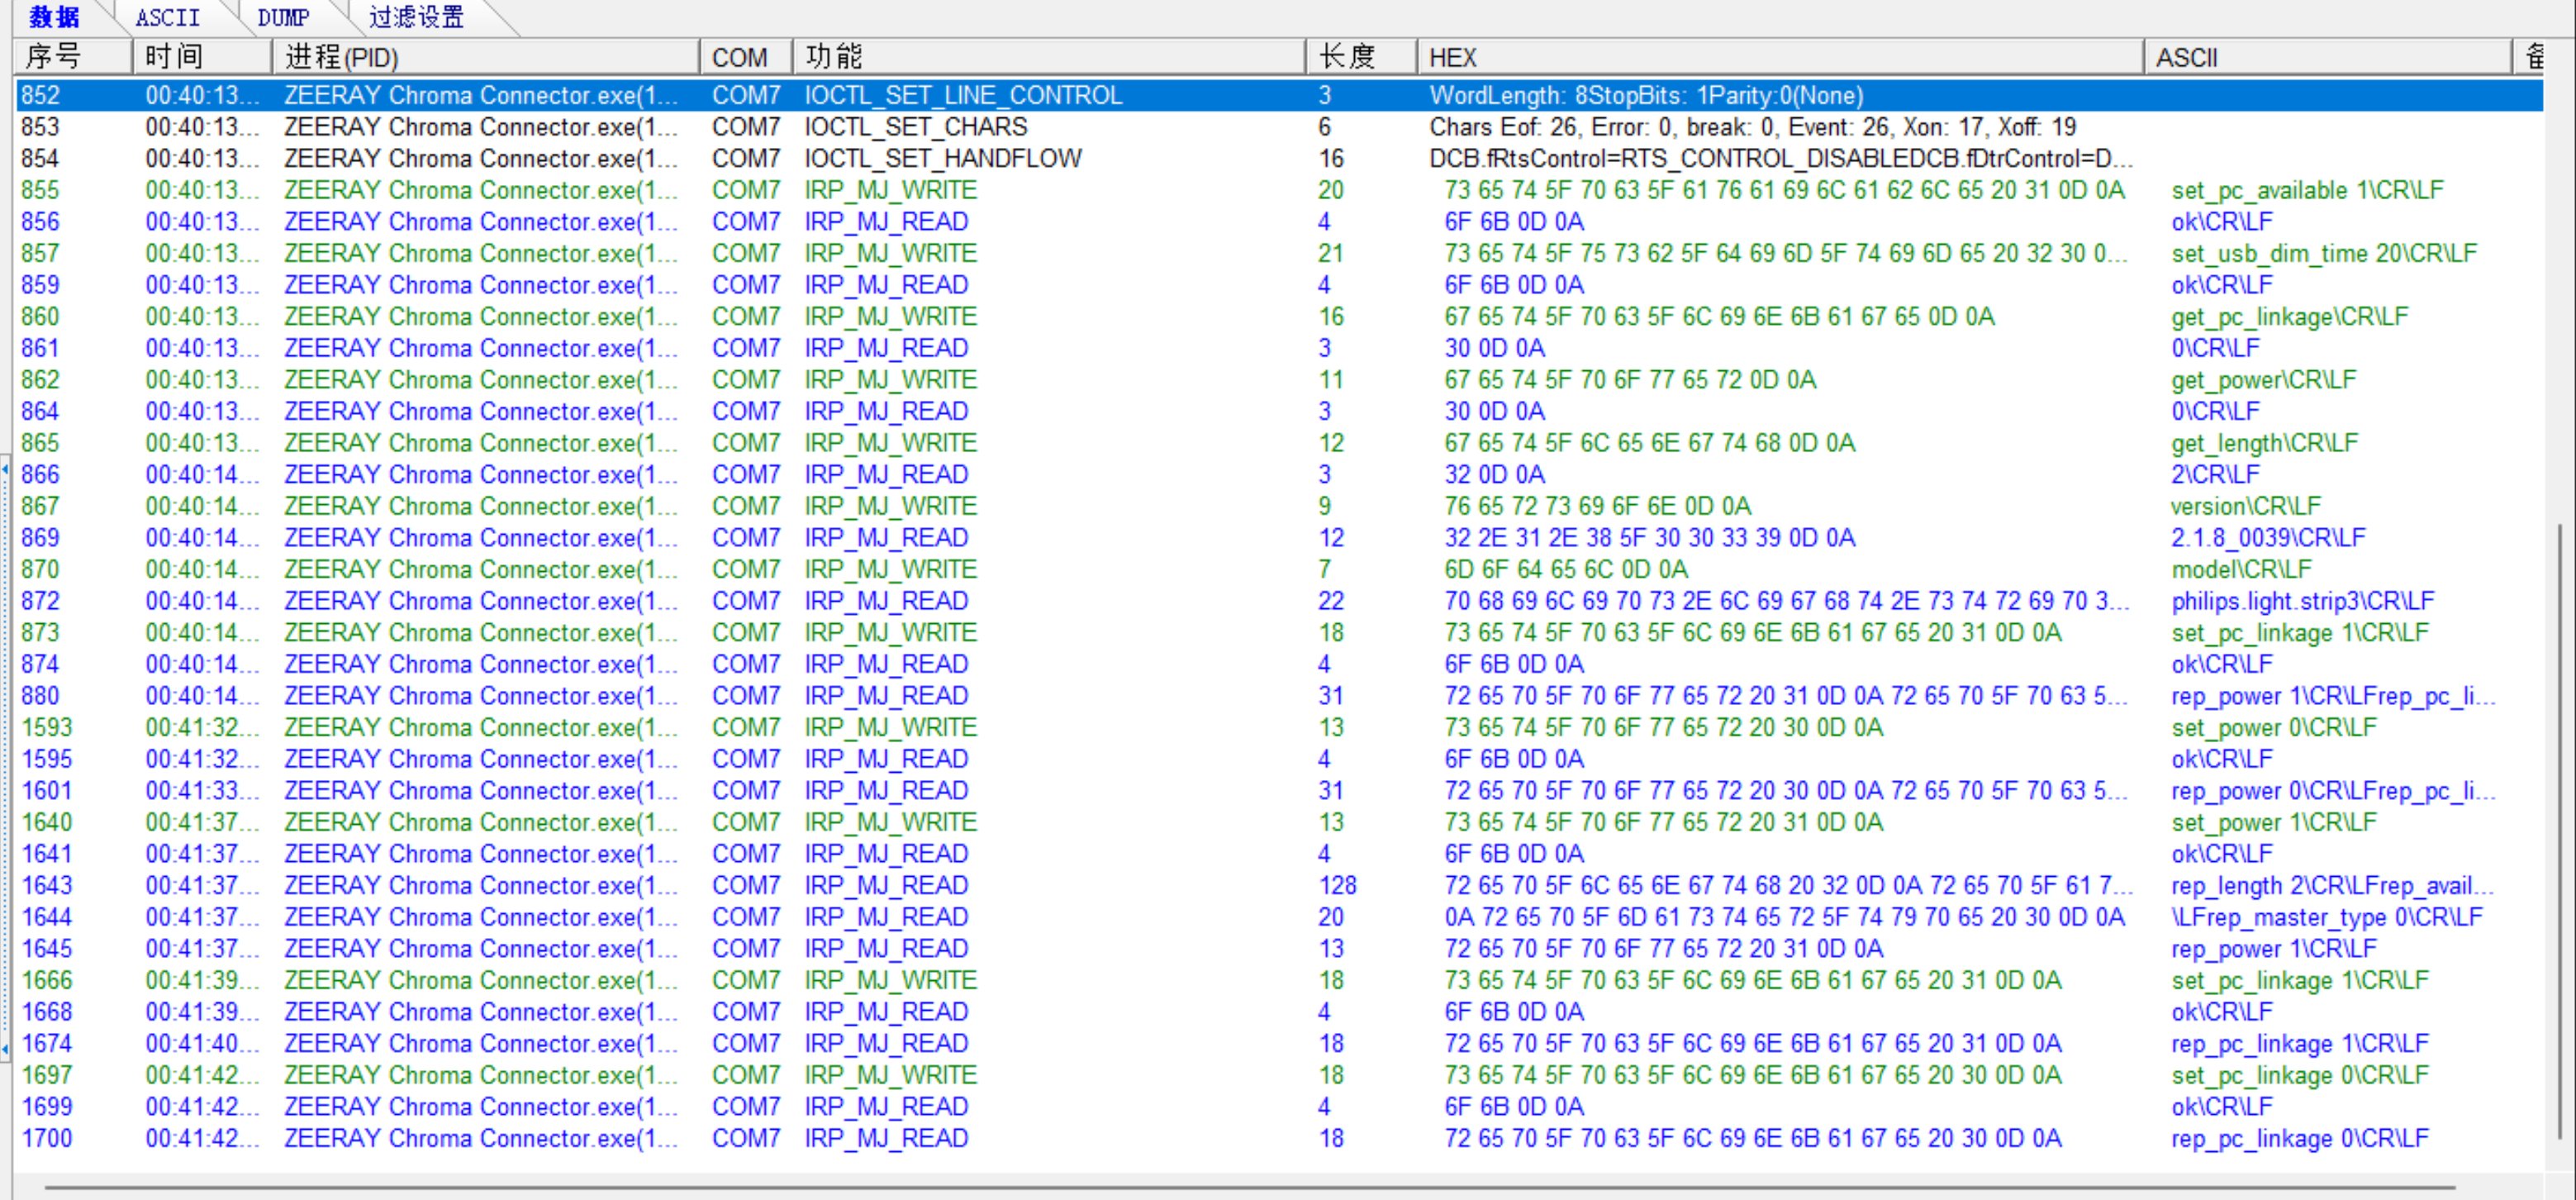 数据 ASCII DUMP 过滤设置
序号 时间 进程(PID) COM 功能 长度 HEX ASCII
852 00:40:13... ZEERAY Chroma Connector.exe(1... COM7 IOCTL_SET_LINE_CONTROL 3 WordLength: 8StopBits: 1Parity:0(None)
853 00:40:13... ZEERAY Chroma Connector.exe(1... COM7 IOCTL_SET_CHARS 6 Chars Eof: 26, Error: 0, break: 0, Event: 26, Xon: 17, Xoff: 19
854 00:40:13... ZEERAY Chroma Connector.exe(1... COM7 IOCTL_SET_HANDFLOW 16 DCB.fRtsControl=RTS_CONTROL_DISABLEDCB.fDtrControl=D...
855 00:40:13... ZEERAY Chroma Connector.exe(1... COM7 IRP_MJ_WRITE 20 73 65 74 5F 70 63 5F 61 76 61 69 6C 61 62 6C 65 20 31 0D 0A set_pc_available 1\CR\LF
856 00:40:13... ZEERAY Chroma Connector.exe(1... COM7 IRP_MJ_READ 4 6F 6B 0D 0A ok\CR\LF
857 00:40:13... ZEERAY Chroma Connector.exe(1... COM7 IRP_MJ_WRITE 21 73 65 74 5F 75 73 62 5F 64 69 6D 5F 74 69 6D 65 20 32 30 0... set_usb_dim_time 20\CR\LF
859 00:40:13... ZEERAY Chroma Connector.exe(1... COM7 IRP_MJ_READ 4 6F 6B 0D 0A ok\CR\LF
860 00:40:13... ZEERAY Chroma Connector.exe(1... COM7 IRP_MJ_WRITE 16 67 65 74 5F 70 63 5F 6C 69 6E 6B 61 67 65 0D 0A get_pc_linkage\CR\LF
861 00:40:13... ZEERAY Chroma Connector.exe(1... COM7 IRP_MJ_READ 3 30 0D 0A 0\CR\LF
862 00:40:13... ZEERAY Chroma Connector.exe(1... COM7 IRP_MJ_WRITE 11 67 65 74 5F 70 6F 77 65 72 0D 0A get_power\CR\LF
864 00:40:13... ZEERAY Chroma Connector.exe(1... COM7 IRP_MJ_READ 3 30 0D 0A 0\CR\LF
865 00:40:13... ZEERAY Chroma Connector.exe(1... COM7 IRP_MJ_WRITE 12 67 65 74 5F 6C 65 6E 67 74 68 0D 0A get_length\CR\LF
866 00:40:14... ZEERAY Chroma Connector.exe(1... COM7 IRP_MJ_READ 3 32 0D 0A 2\CR\LF
867 00:40:14... ZEERAY Chroma Connector.exe(1... COM7 IRP_MJ_WRITE 9 76 65 72 73 69 6F 6E 0D 0A version\CR\LF
869 00:40:14... ZEERAY Chroma Connector.exe(1... COM7 IRP_MJ_READ 12 32 2E 31 2E 38 5F 30 30 33 39 0D 0A 2.1.8_0039\CR\LF
870 00:40:14... ZEERAY Chroma Connector.exe(1... COM7 IRP_MJ_WRITE 7 6D 6F 64 65 6C 0D 0A model\CR\LF
872 00:40:14... ZEERAY Chroma Connector.exe(1... COM7 IRP_MJ_READ 22 70 68 69 6C 69 70 73 2E 6C 69 67 68 74 2E 73 74 72 69 70 3... philips.light.strip3\CR\LF
873 00:40:14... ZEERAY Chroma Connector.exe(1... COM7 IRP_MJ_WRITE 18 73 65 74 5F 70 63 5F 6C 69 6E 6B 61 67 65 20 31 0D 0A set_pc_linkage 1\CR\LF
874 00:40:14... ZEERAY Chroma Connector.exe(1... COM7 IRP_MJ_READ 4 6F 6B 0D 0A ok\CR\LF
880 00:40:14... ZEERAY Chroma Connector.exe(1... COM7 IRP_MJ_READ 31 72 65 70 5F 70 6F 77 65 72 20 31 0D 0A 72 65 70 5F 70 63 5... rep_power 1\CR\LFrep_pc_li...
1593 00:41:32... ZEERAY Chroma Connector.exe(1... COM7 IRP_MJ_WRITE 13 73 65 74 5F 70 6F 77 65 72 20 30 0D 0A set_power 0\CR\LF
1595 00:41:32... ZEERAY Chroma Connector.exe(1... COM7 IRP_MJ_READ 4 6F 6B 0D 0A ok\CR\LF
1601 00:41:33... ZEERAY Chroma Connector.exe(1... COM7 IRP_MJ_READ 31 72 65 70 5F 70 6F 77 65 72 20 30 0D 0A 72 65 70 5F 70 63 5... rep_power 0\CR\LFrep_pc_li...
1640 00:41:37... ZEERAY Chroma Connector.exe(1... COM7 IRP_MJ_WRITE 13 73 65 74 5F 70 6F 77 65 72 20 31 0D 0A set_power 1\CR\LF
1641 00:41:37... ZEERAY Chroma Connector.exe(1... COM7 IRP_MJ_READ 4 6F 6B 0D 0A ok\CR\LF
1643 00:41:37... ZEERAY Chroma Connector.exe(1... COM7 IRP_MJ_READ 128 72 65 70 5F 6C 65 6E 67 74 68 20 32 0D 0A 72 65 70 5F 61 7... rep_length 2\CR\LFrep_avail...
1644 00:41:37... ZEERAY Chroma Connector.exe(1... COM7 IRP_MJ_READ 20 0A 72 65 70 5F 6D 61 73 74 65 72 5F 74 79 70 65 20 30 0D 0A \LFrep_master_type 0\CR\LF
1645 00:41:37... ZEERAY Chroma Connector.exe(1... COM7 IRP_MJ_READ 13 72 65 70 5F 70 6F 77 65 72 20 31 0D 0A rep_power 1\CR\LF
1666 00:41:39... ZEERAY Chroma Connector.exe(1... COM7 IRP_MJ_WRITE 18 73 65 74 5F 70 63 5F 6C 69 6E 6B 61 67 65 20 31 0D 0A set_pc_linkage 1\CR\LF
1668 00:41:39... ZEERAY Chroma Connector.exe(1... COM7 IRP_MJ_READ 4 6F 6B 0D 0A ok\CR\LF
1674 00:41:40... ZEERAY Chroma Connector.exe(1... COM7 IRP_MJ_READ 18 72 65 70 5F 70 63 5F 6C 69 6E 6B 61 67 65 20 31 0D 0A rep_pc_linkage 1\CR\LF
1697 00:41:42... ZEERAY Chroma Connector.exe(1... COM7 IRP_MJ_WRITE 18 73 65 74 5F 70 63 5F 6C 69 6E 6B 61 67 65 20 30 0D 0A set_pc_linkage 0\CR\LF
1699 00:41:42... ZEERAY Chroma Connector.exe(1... COM7 IRP_MJ_READ 4 6F 6B 0D 0A ok\CR\LF
1700 00:41:42... ZEERAY Chroma Connector.exe(1... COM7 IRP_MJ_READ 18 72 65 70 5F 70 63 5F 6C 69 6E 6B 61 67 65 20 30 0D 0A rep_pc_linkage 0\CR\LF